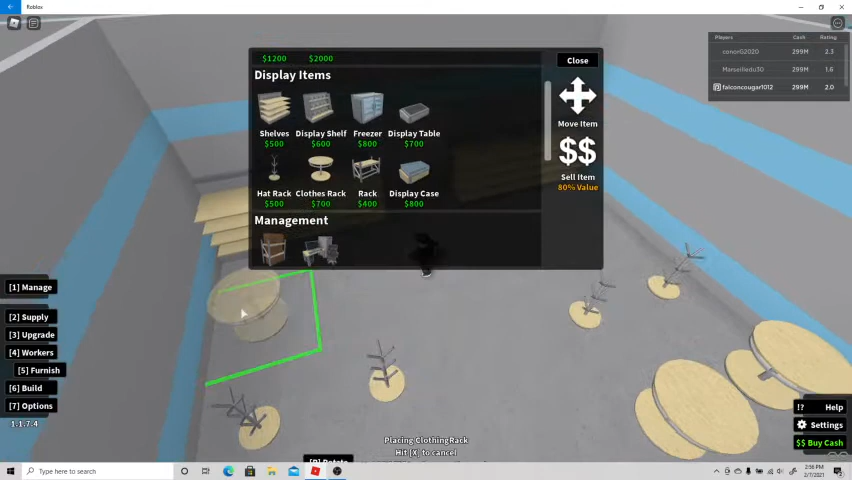 Roblox
$1200 $2000
Close
Display Items
Move Item
Shelves Display Shelf Freezer Display Table
$500 $600 $800 $700
$$
Sell Item
80% Value
Hat Rack Clothes Rack Rack Display Case
$500 $700 $400 $800
Management
Players Cash Rating
conorG2020 299M 2.3
Marseilledu30 299M 1.6
falconcougar1012 299M 2.0
[1] Manage
[2] Supply
[3] Upgrade
[4] Workers
[5] Furnish
[6] Build
[7] Options
1.1.7.4
Placing ClothingRack
Hit [X] to cancel
[R] Rotate
!? Help
Settings
$$ Buy Cash
Type here to search
2:56 PM
2/7/2021